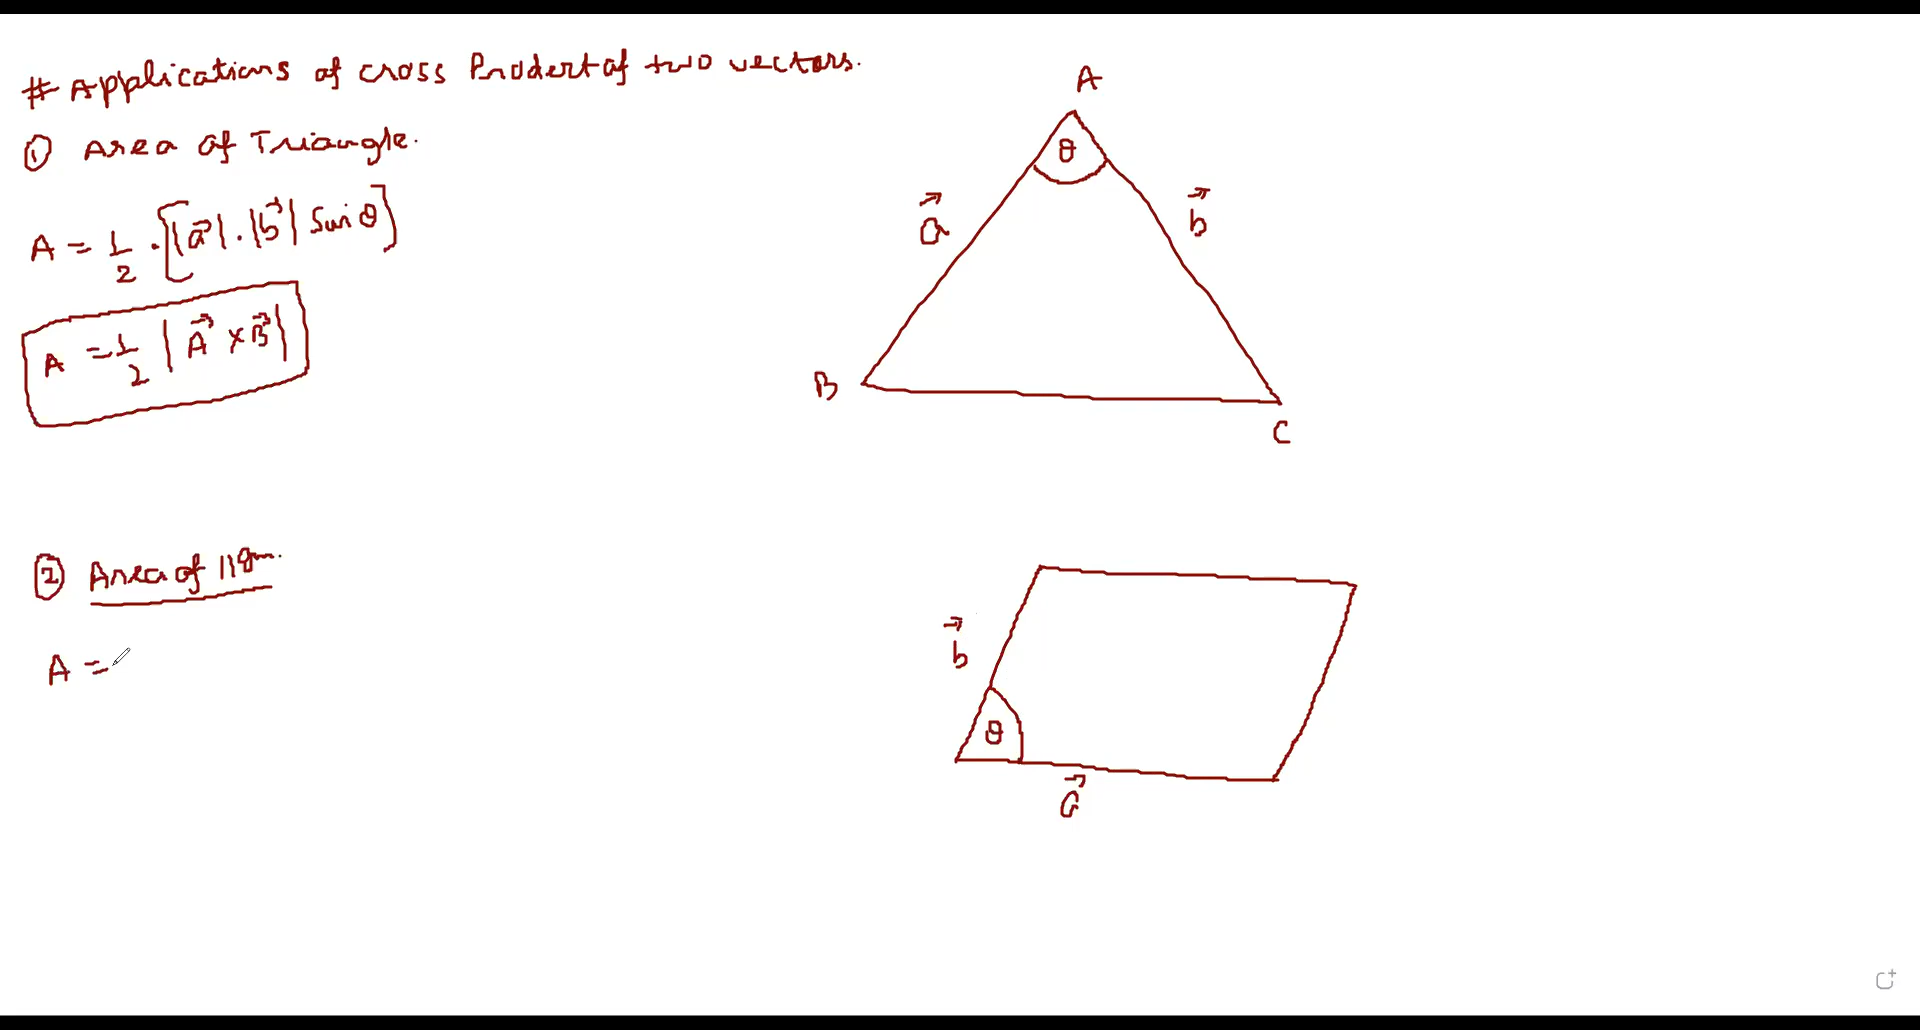 # Applications of cross Product of two vectors.
① Area of Triangle.
A = 1/2 · [|a⃗| · |b⃗| Sin θ]
A = 1/2 |A⃗ × B⃗|
A
θ
a⃗
b⃗
B
C
② Area of 11gm.
A =
b⃗
θ
a⃗